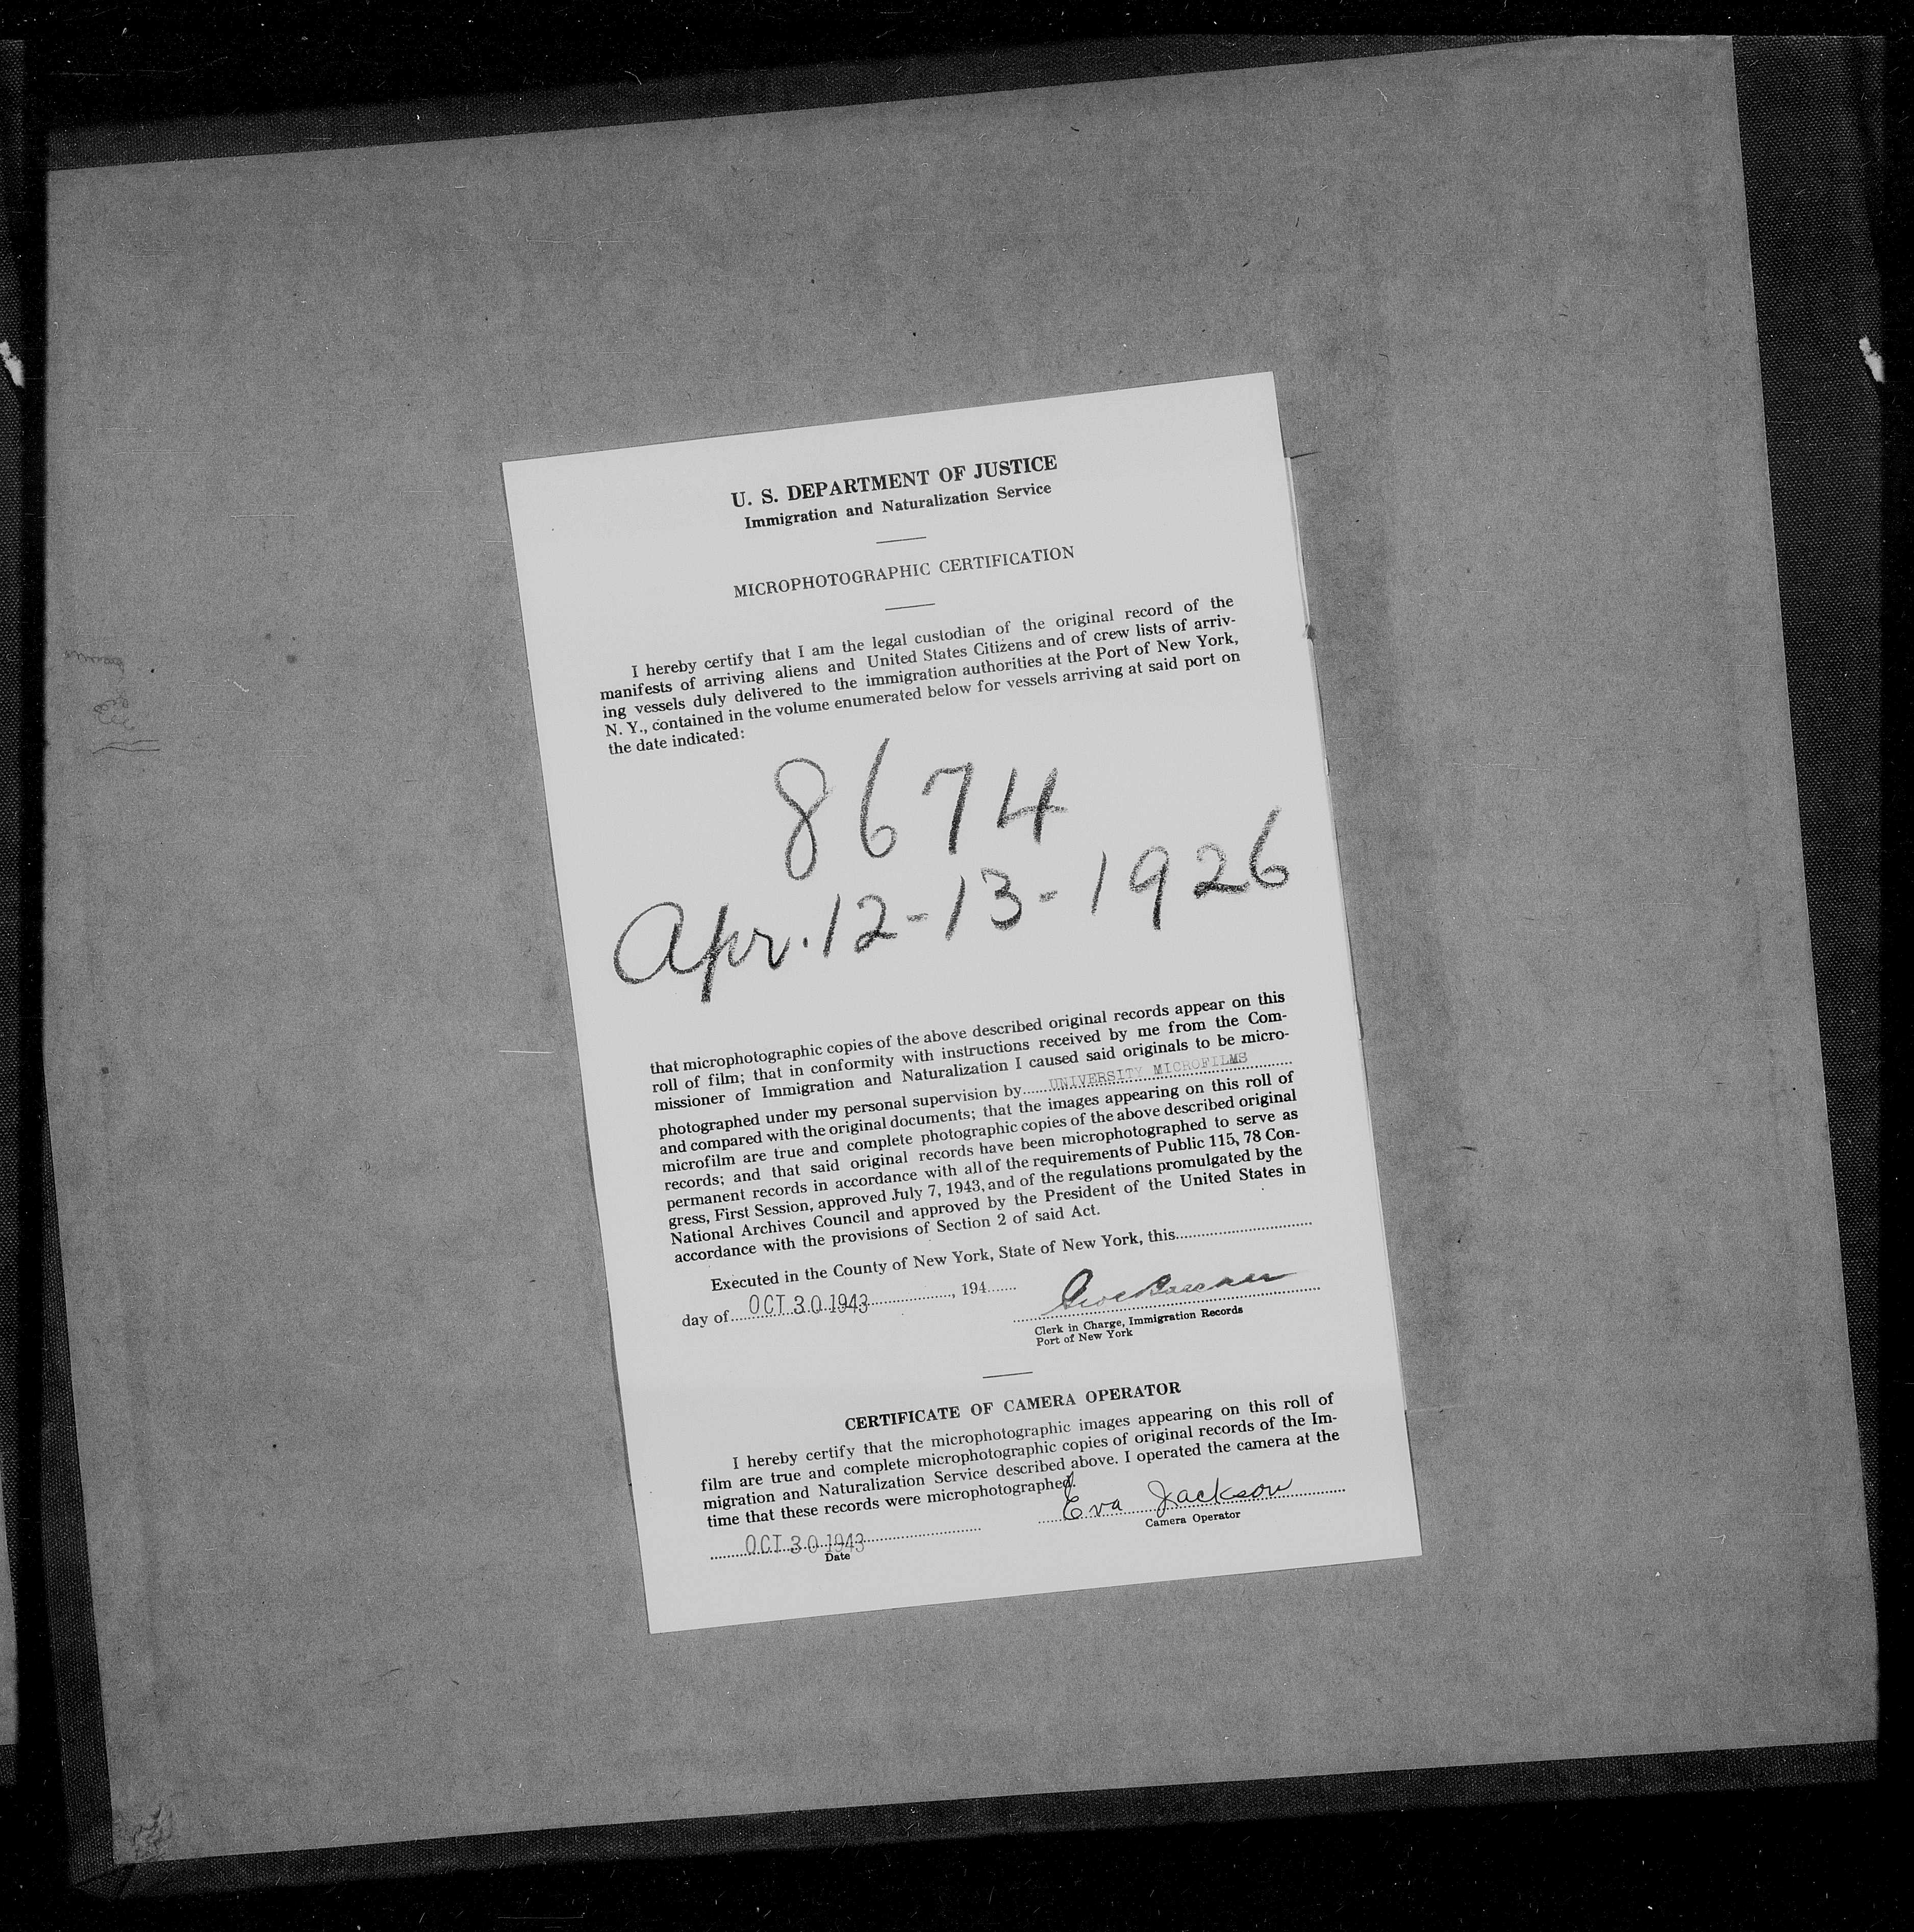 U. S. DEPARTMENT OF JUSTICE
Immigration and Naturalization Service
MICROPHOTOGRAPHIC CERTIFICATION
I hereby certify that I am the legal custodian of the original record of the
manifests of arriving aliens and United States Citizens and of crew lists of arriv-
ing vessels duly delivered to the immigration authorities at the Port of New York,
N. Y., contained in the volume enumerated below for vessels arriving at said port on
the date indicated:
8674
Apr. 12-13-1926
that microphotographic copies of the above described original records appear on this
roll of film; that in conformity with instructions received by me from the Com-
missioner of Immigration and Naturalization I caused said originals to be micro-
photographed under my personal supervision by UNIVERSITY MICROFILMS
and compared with the original documents; that the images appearing on this roll of
microfilm are true and complete photographic copies of the above described original
records; and that said original records have been microphotographed to serve as
permanent records in accordance with all of the requirements of Public 115, 78 Con-
gress, First Session, approved July 7, 1943, and of the regulations promulgated by the
National Archives Council and approved by the President of the United States in
accordance with the provisions of Section 2 of said Act.
Executed in the County of New York, State of New York, this
day of OCT 30 1943, 194
Clerk in Charge, Immigration Records
Port of New York
CERTIFICATE OF CAMERA OPERATOR
I hereby certify that the microphotographic images appearing on this roll of
film are true and complete microphotographic copies of original records of the Im-
migration and Naturalization Service described above. I operated the camera at the
time that these records were microphotographed.
Eva Jackson
Camera Operator
OCT 30 1943
Date